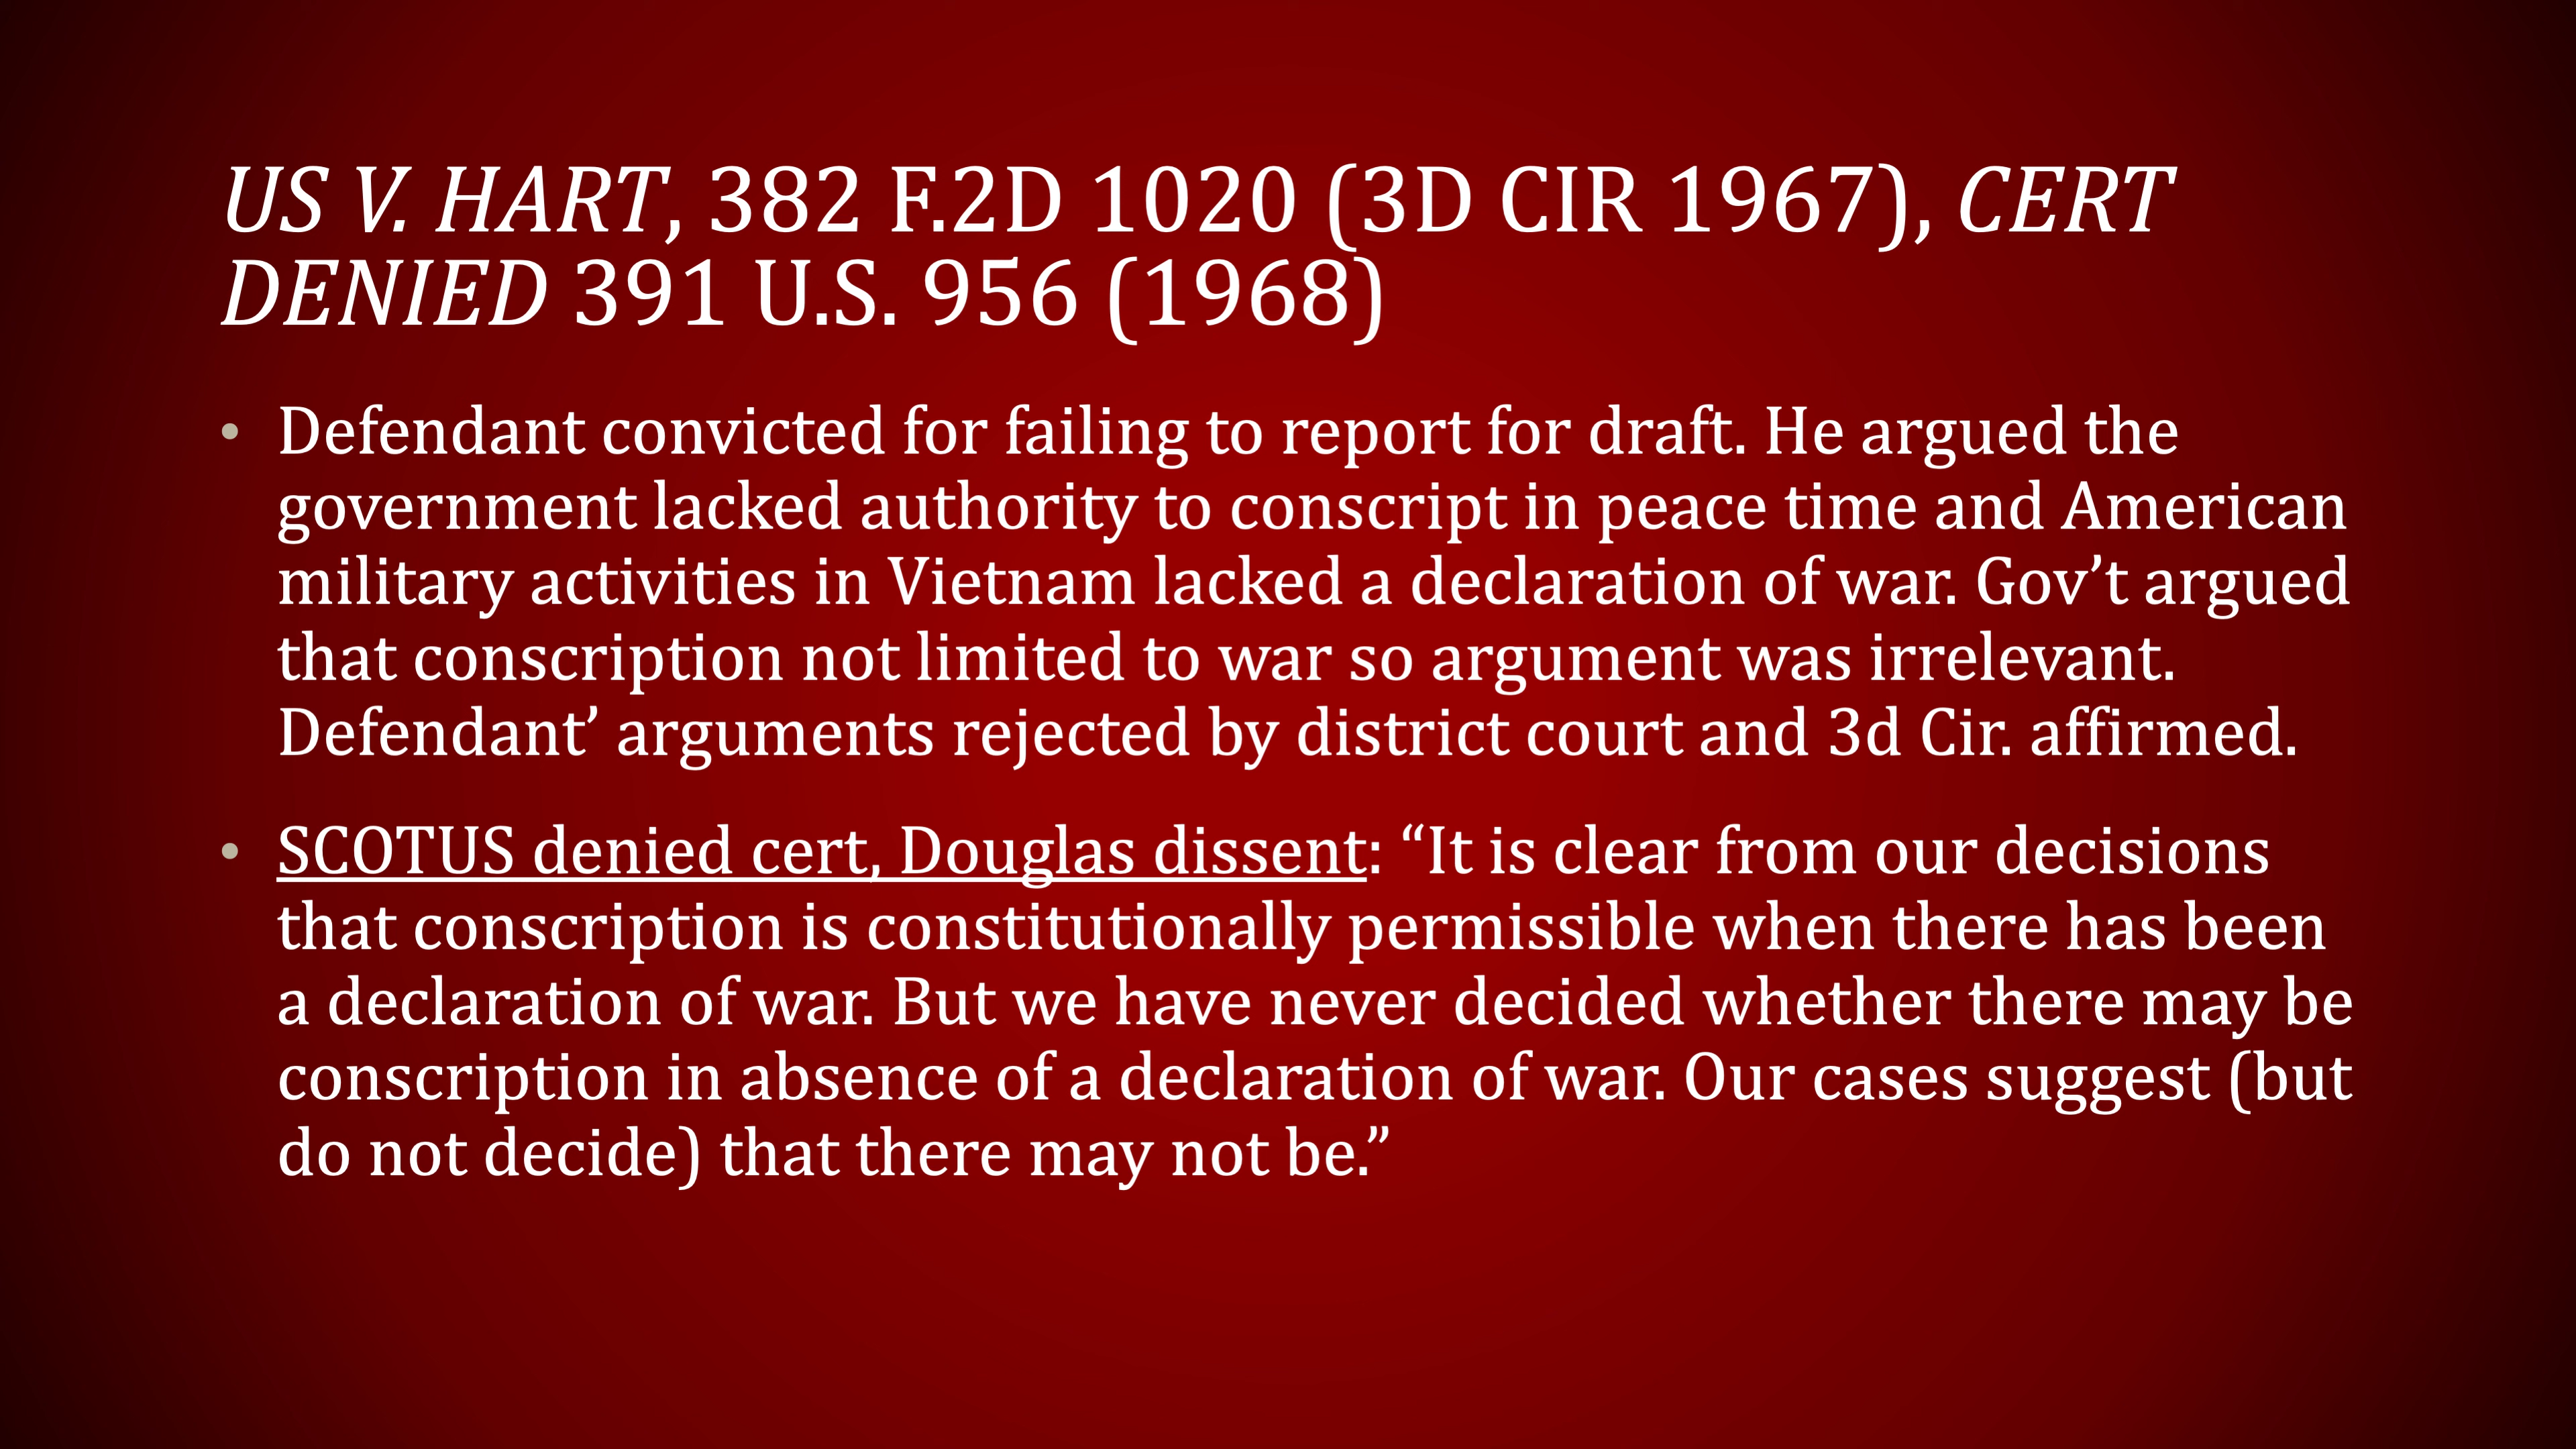 US V. HART, 382 F.2D 1020 (3D CIR 1967), CERT
DENIED 391 U.S. 956 (1968)
• Defendant convicted for failing to report for draft. He argued the
government lacked authority to conscript in peace time and American
military activities in Vietnam lacked a declaration of war. Gov’t argued
that conscription not limited to war so argument was irrelevant.
Defendant’ arguments rejected by district court and 3d Cir. affirmed.
• SCOTUS denied cert, Douglas dissent: “It is clear from our decisions
that conscription is constitutionally permissible when there has been
a declaration of war. But we have never decided whether there may be
conscription in absence of a declaration of war. Our cases suggest (but
do not decide) that there may not be.”